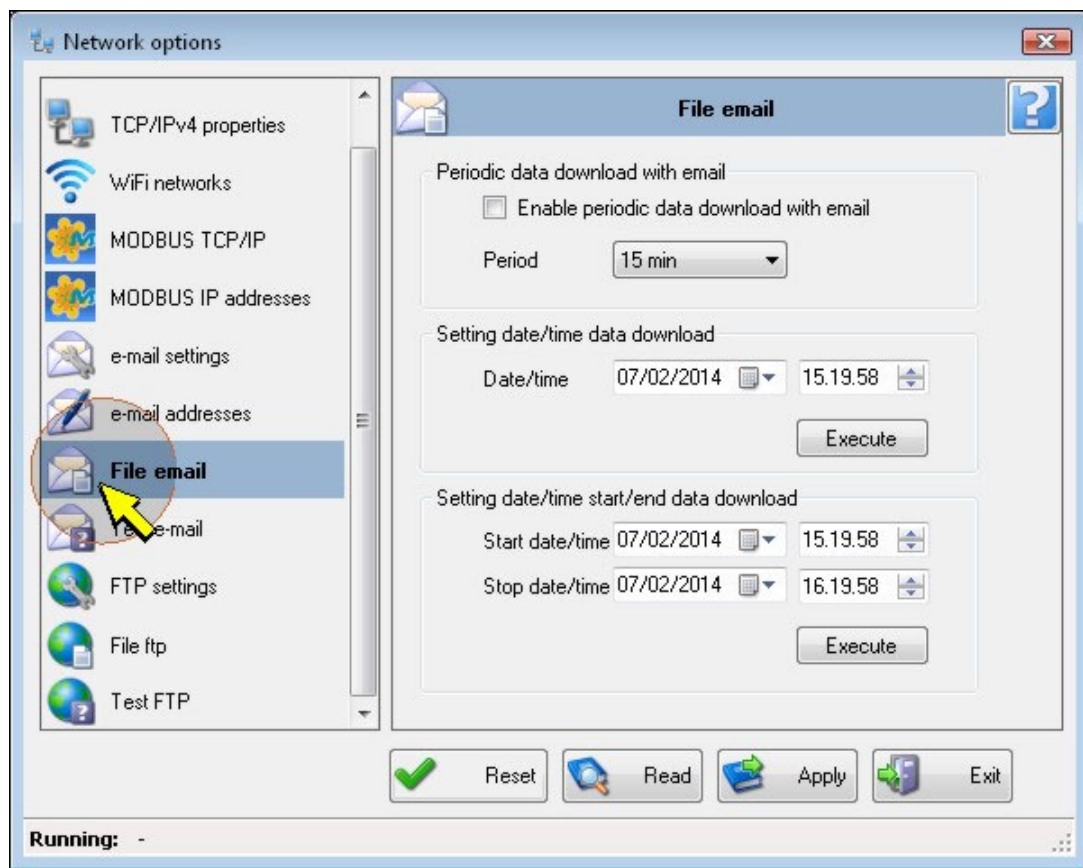 Network options
TCP/IPv4 properties
WiFi networks
MODBUS TCP/IP
MODBUS IP addresses
e-mail settings
e-mail addresses
File email
e-mail
FTP settings
File ftp
Test FTP
File email
Periodic data download with email
Enable periodic data download with email
Period 15 min
Setting date/time data download
Date/time 07/02/2014 15.19.58
Execute
Setting date/time start/end data download
Start date/time 07/02/2014 15.19.58
Stop date/time 07/02/2014 16.19.58
Execute
Reset Read Apply Exit
Running: -